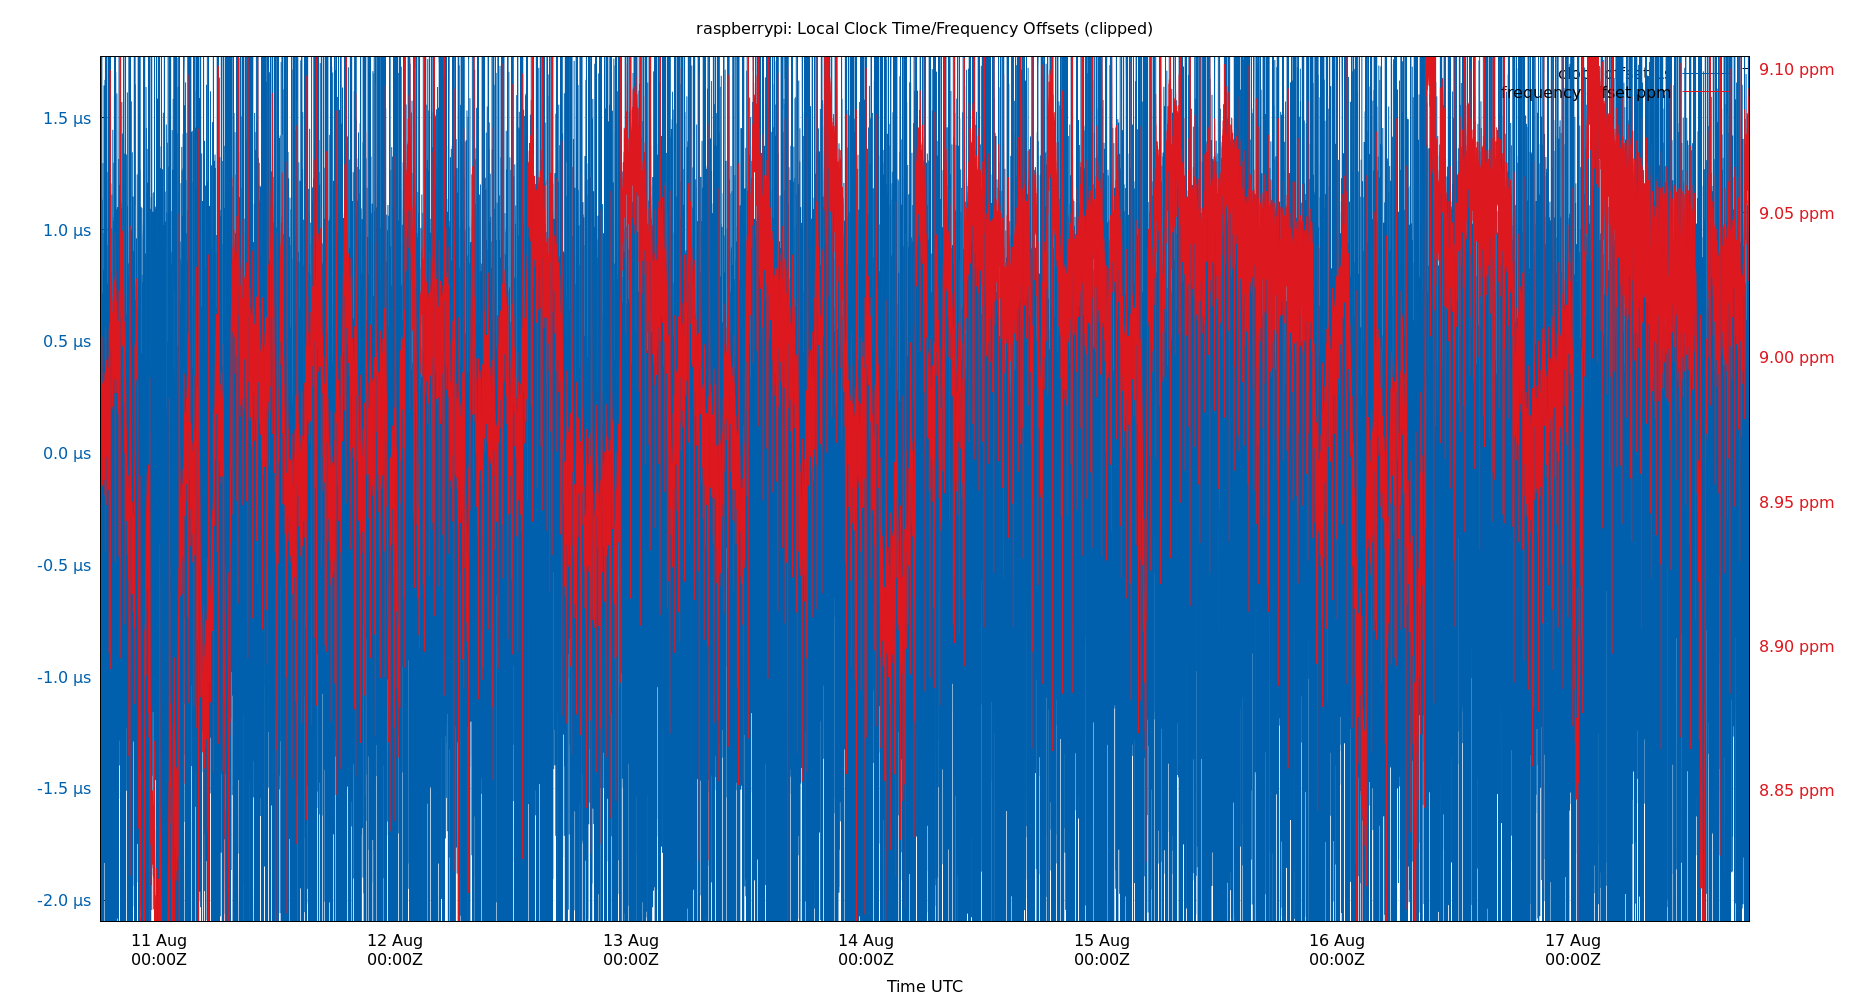 raspberrypi: Local Clock Time/Frequency Offsets (clipped)
frequency fset ppm
1.5 μs
1.0 μs
0.5 μs
0.0 μs
-0.5 μs
-1.0 μs
-1.5 μs
-2.0 μs
9.10 ppm
9.05 ppm
9.00 ppm
8.95 ppm
8.90 ppm
8.85 ppm
11 Aug 12 Aug 13 Aug 14 Aug 15 Aug 16 Aug 17 Aug
00:00Z 00:00Z 00:00Z 00:00Z 00:00Z 00:00Z 00:00Z
Time UTC